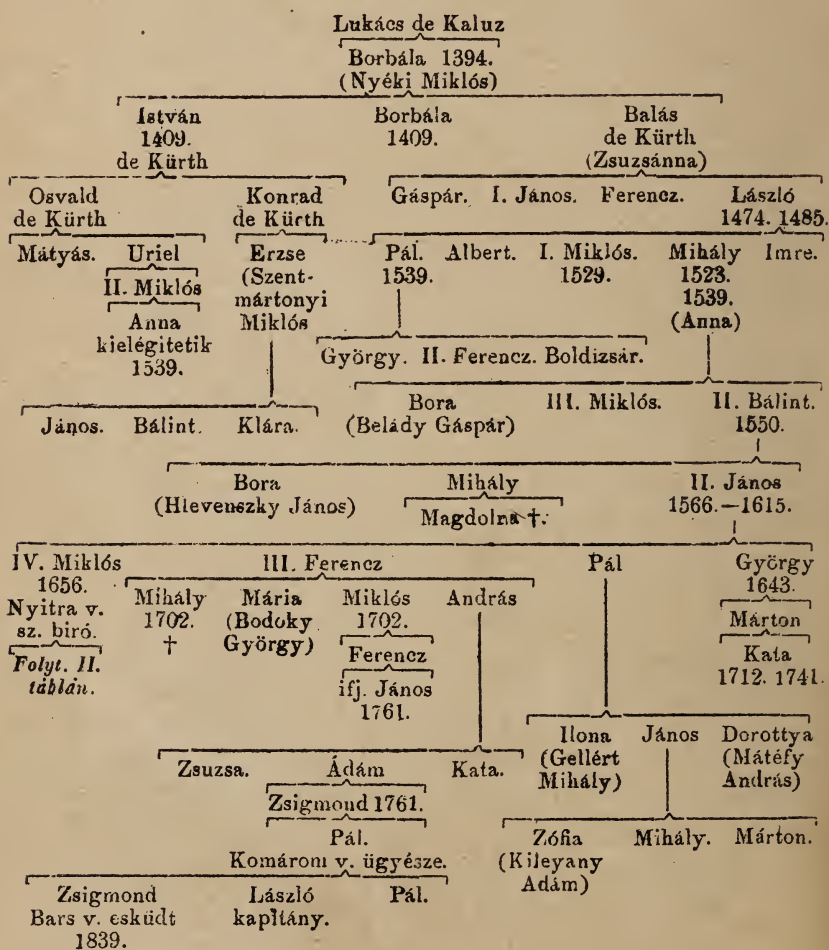 Lukács de Kaluz
Borbála 1394.
(Nyéki Miklós)
István Borbála Balás
1409. 1409. de Kürth
de Kürth (Zsuzsánna)
Osvald Konrad Gáspár. I. János. Ferencz. László
de Kürth de Kürth 1474. 1485.
Mátyás. Uriel Erzse Pál. Albert. I. Miklós. Mihály Imre.
II. Miklós (Szent- 1539. 1529. 1523.
Anna mártonyi 1539.
kielégitetik Miklós (Anna)
1539. György. II. Ferencz. Boldizsár.
János. Bálint. Klára. Bora III. Miklós. II. Bálint.
(Belády Gáspár) 1550.
Bora Mihály II. János
(Hlevenszky János) Magdolna †. 1566.—1615.
IV. Miklós III. Ferencz Pál György
1656. Mihály Mária Miklós András 1643.
Nyitra v. 1702. (Bodoky 1702. Márton
sz. biró. † György) Ferencz Kata
Folyt. II. ifj. János 1712. 1741.
táblán. 1761.
Ilona János Dorottya
Zsuzsa. Ádám Kata. (Gellért (Mátéfy
Zsigmond 1761. Mihály) András)
Pál. Zófia Mihály. Márton.
Komárom v. ügyésze. (Kileyany
Zsigmond László Pál. Adám)
Bars v. esküdt kapitány.
1839.